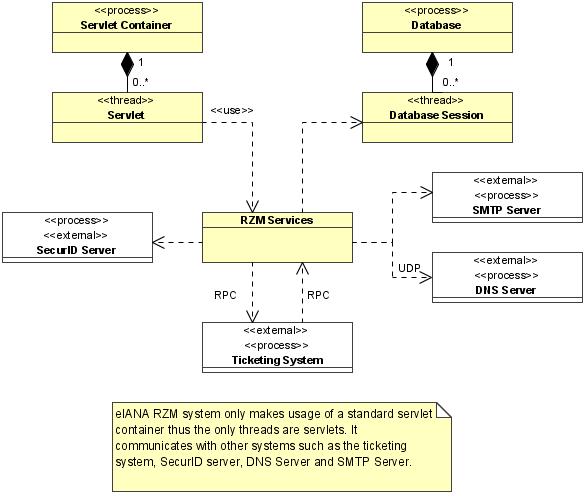 <<process>>
Servlet Container
<<process>>
Database
1
0..*
1
0..*
<<thread>>
Servlet
<<use>>
<<thread>>
Database Session
<<external>>
<<process>>
SMTP Server
<<process>>
<<external>>
SecurID Server
RZM Services
<<external>>
<<process>>
DNS Server
UDP
RPC
RPC
<<external>>
<<process>>
Ticketing System
eIANA RZM system only makes usage of a standard servlet
container thus the only threads are servlets. It
communicates with other systems such as the ticketing
system, SecurID server, DNS Server and SMTP Server.